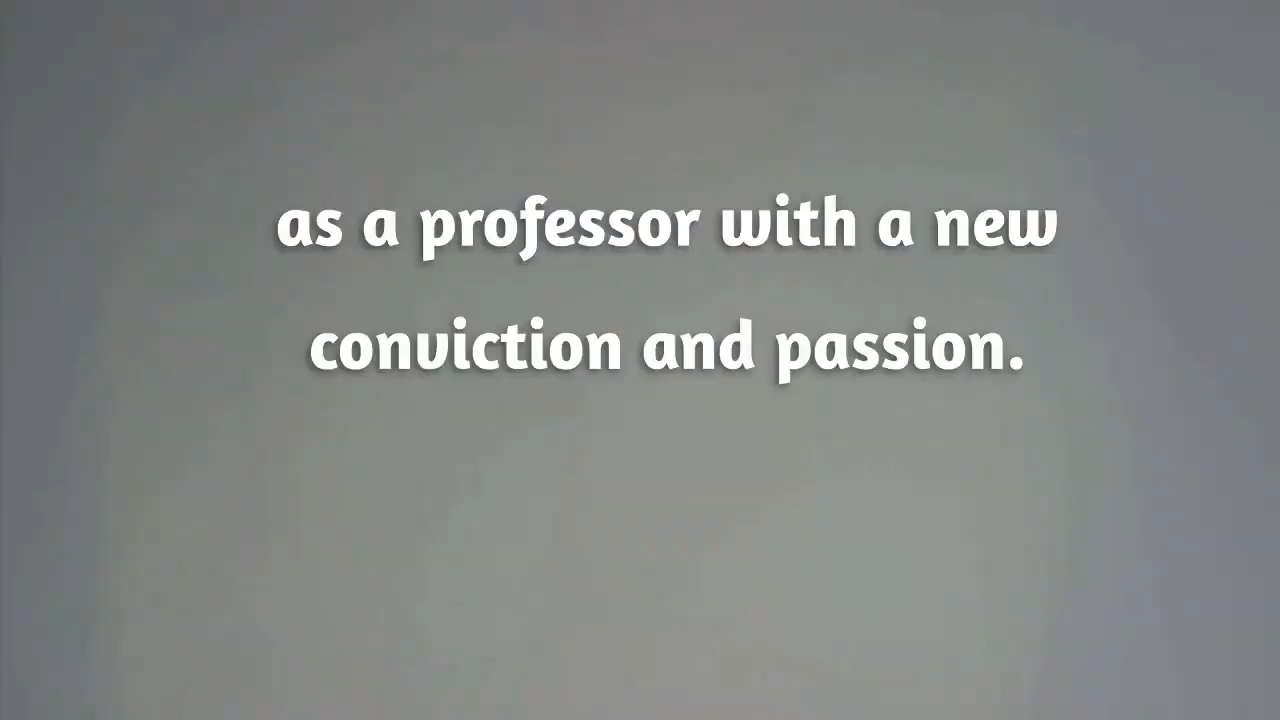 as a professor with a new
conviction and passion.